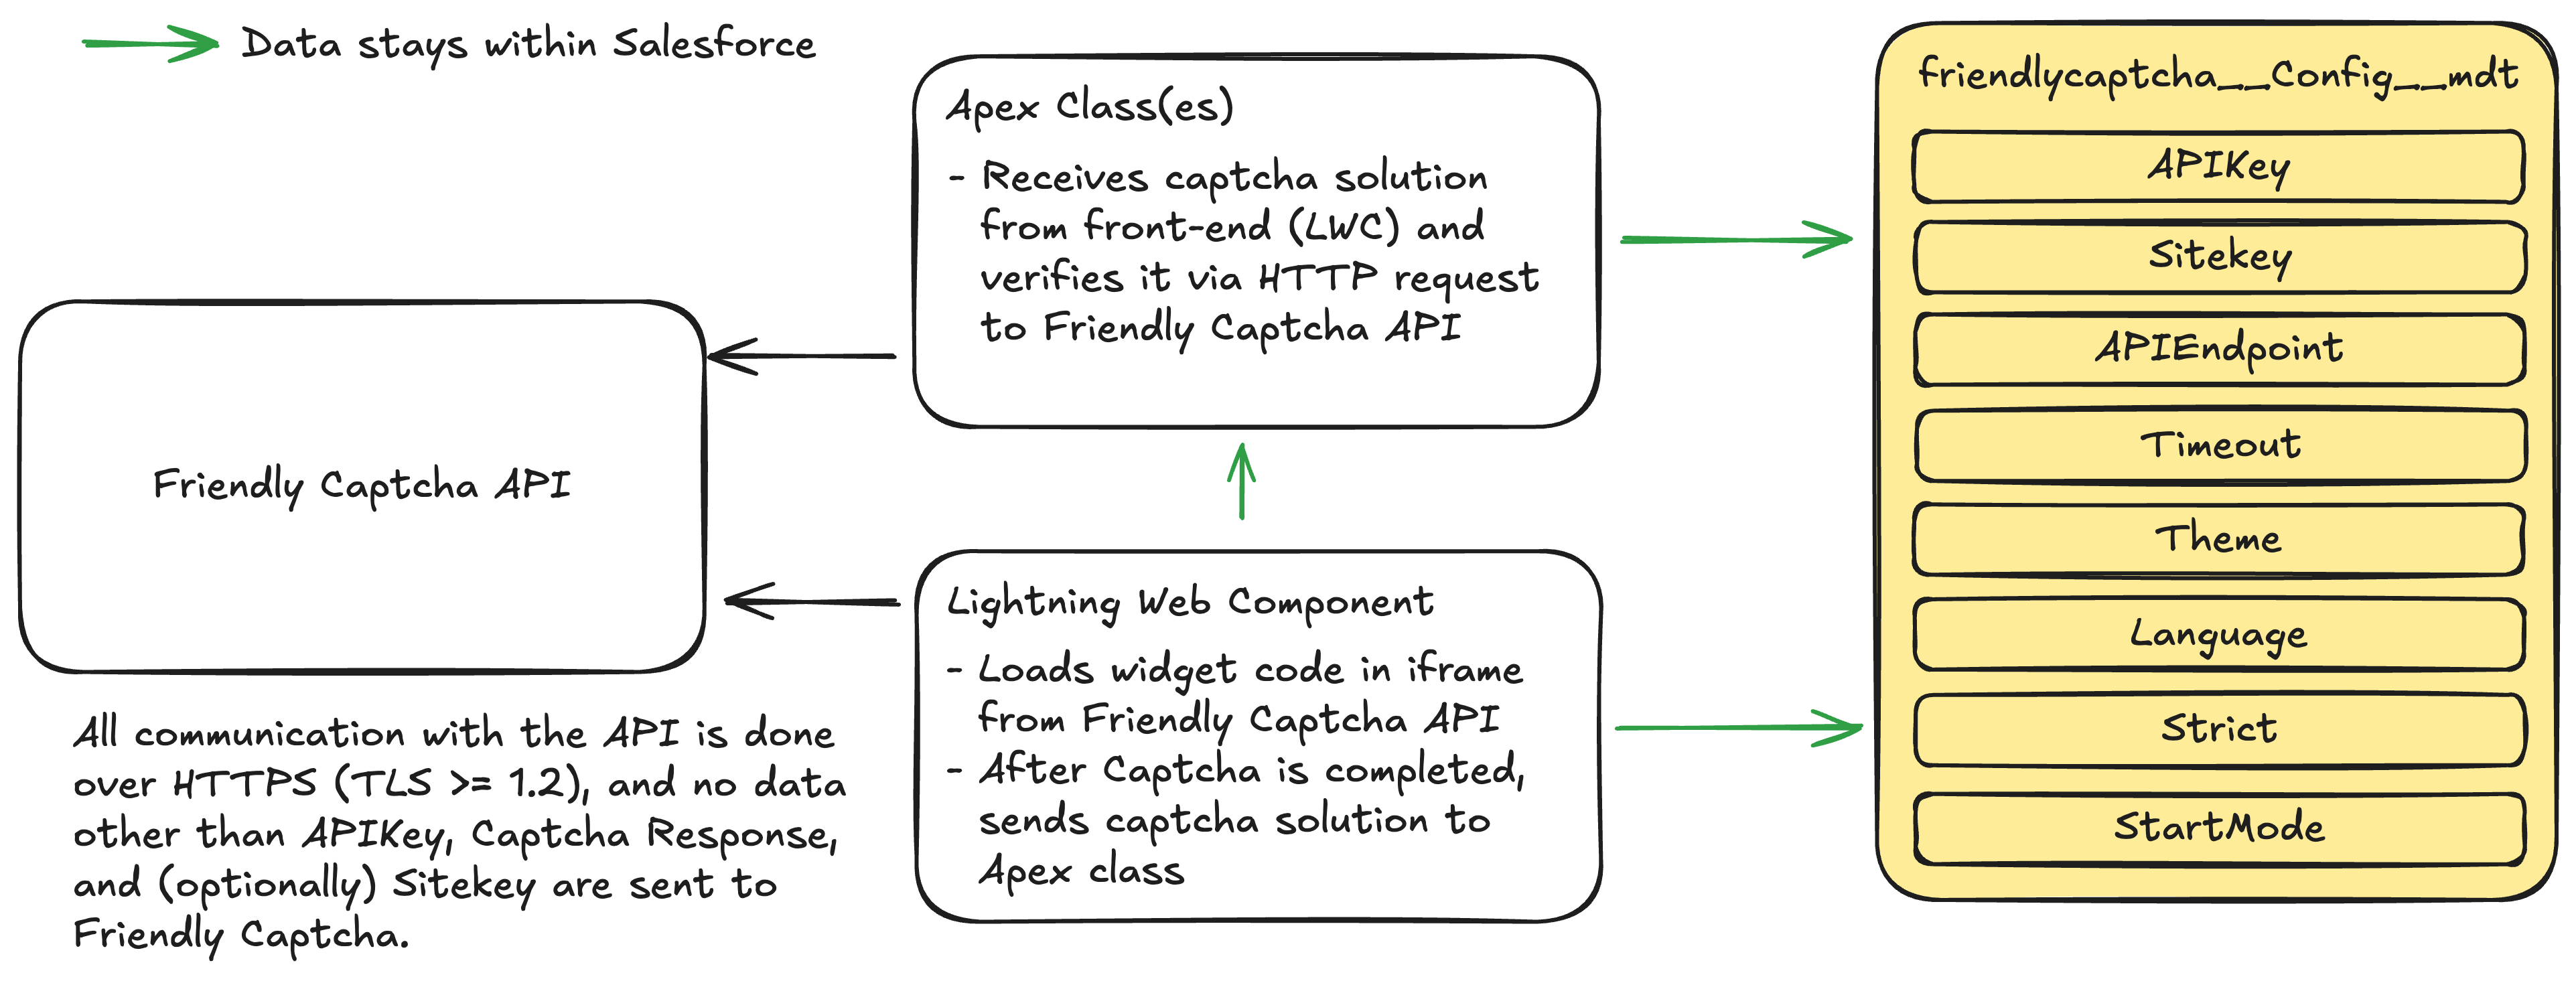 Data stays within Salesforce
Apex Class(es)
- Receives captcha solution
from front-end (LWC) and
verifies it via HTTP request
to Friendly Captcha API
Friendly Captcha API
All communication with the API is done
over HTTPS (TLS >= 1.2), and no data
other than APIKey, Captcha Response,
and (optionally) Sitekey are sent to
Friendly Captcha.
Lightning Web Component
- Loads widget code in iframe
from Friendly Captcha API
- After Captcha is completed,
sends captcha solution to
Apex class
friendlycaptcha__Config__mdt
APIKey
Sitekey
APIEndpoint
Timeout
Theme
Language
Strict
StartMode